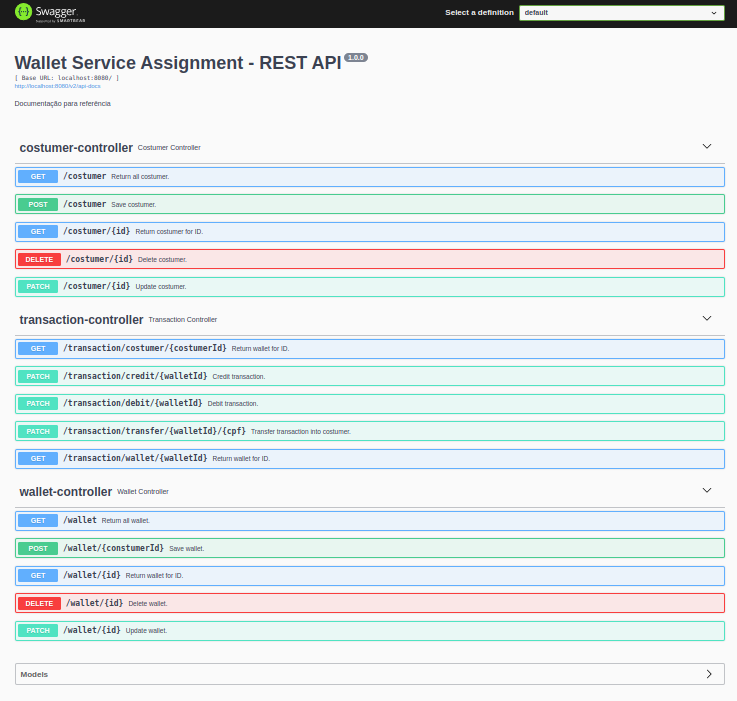 Swagger
Supported by SMARTBEAR
Select a definition
default
Wallet Service Assignment - REST API 1.0.0
[ Base URL: localhost:8080/ ]
http://localhost:8080/v2/api-docs
Documentação para referência
costumer-controller Costumer Controller
GET /costumer Return all costumer.
POST /costumer Save costumer.
GET /costumer/{id} Return costumer for ID.
DELETE /costumer/{id} Delete costumer.
PATCH /costumer/{id} Update costumer.
transaction-controller Transaction Controller
GET /transaction/costumer/{costumerId} Return wallet for ID.
PATCH /transaction/credit/{walletId} Credit transaction.
PATCH /transaction/debit/{walletId} Debit transaction.
PATCH /transaction/transfer/{walletId}/{cpf} Transfer transaction into costumer.
GET /transaction/wallet/{walletId} Return wallet for ID.
wallet-controller Wallet Controller
GET /wallet Return all wallet.
POST /wallet/{constumerId} Save wallet.
GET /wallet/{id} Return wallet for ID.
DELETE /wallet/{id} Delete wallet.
PATCH /wallet/{id} Update wallet.
Models